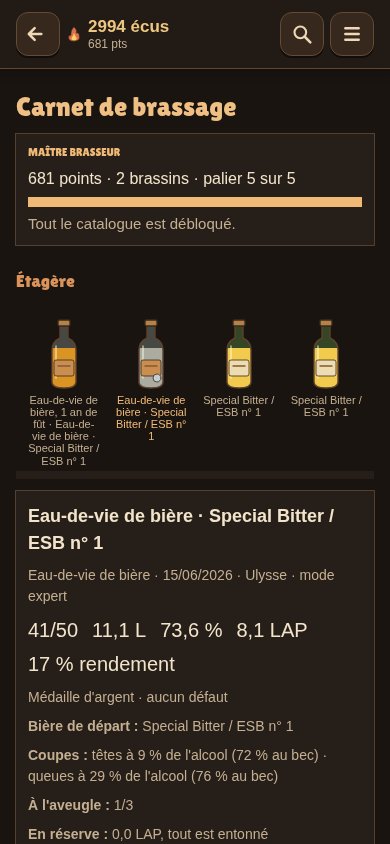 2994 écus
681 pts
Carnet de brassage
MAÎTRE BRASSEUR
681 points · 2 brassins · palier 5 sur 5
Tout le catalogue est débloqué.
Étagère
Eau-de-vie de
bière, 1 an de
fût · Eau-de-
vie de bière ·
Special Bitter /
ESB n° 1
Eau-de-vie de
bière · Special
Bitter / ESB n°
1
Special Bitter /
ESB n° 1
Special Bitter /
ESB n° 1
Eau-de-vie de bière · Special Bitter /
ESB n° 1
Eau-de-vie de bière · 15/06/2026 · Ulysse · mode
expert
41/50 11,1 L 73,6 % 8,1 LAP
17 % rendement
Médaille d'argent · aucun défaut
Bière de départ : Special Bitter / ESB n° 1
Coupes : têtes à 9 % de l'alcool (72 % au bec) ·
queues à 29 % de l'alcool (76 % au bec)
À l'aveugle : 1/3
En réserve : 0,0 LAP, tout est entonné